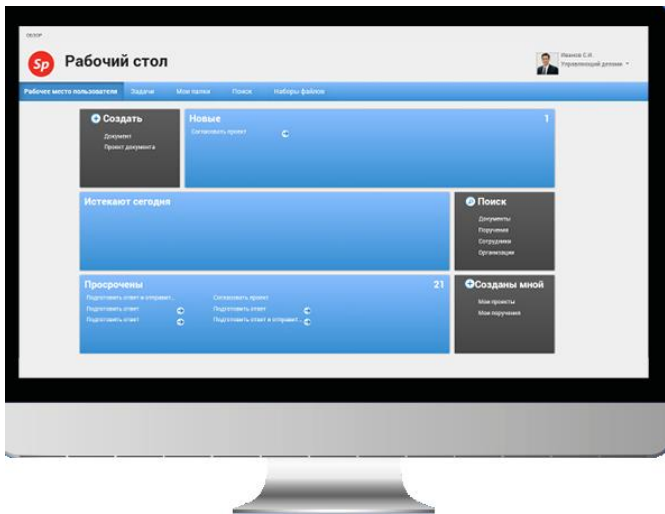 ОБЗОР
Sp
Рабочий стол
Иванов С.И.
Управляющий делами
Рабочее место пользователя Задачи Мои папки Поиск Наборы файлов
Создать
Документ
Проект документа
Новые 1
Согласовать проект
Истекают сегодня
Поиск
Документы
Поручения
Сотрудники
Организации
Просрочены 21
Подготовить ответ и отправит... Согласовать проект
Подготовить ответ Подготовить ответ
Подготовить ответ Подготовить ответ и отправит...
Созданы мной
Мои проекты
Мои поручения